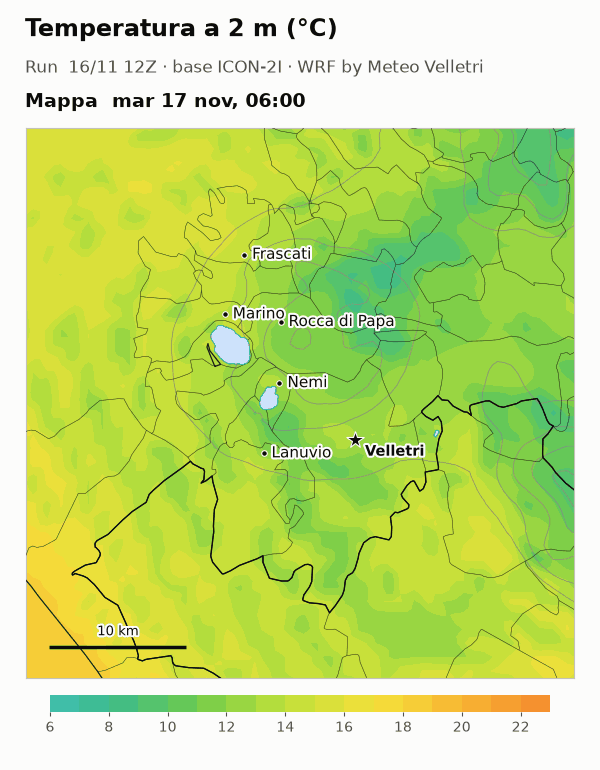 Temperatura a 2 m (°C)
Run  16/11 12Z · base ICON-2I · WRF by Meteo Velletri
Mappa  mar 17 nov, 06:00
Frascati
Marino
Rocca di Papa
Nemi
Velletri
Lanuvio
10 km
6 8 10 12 14 16 18 20 22